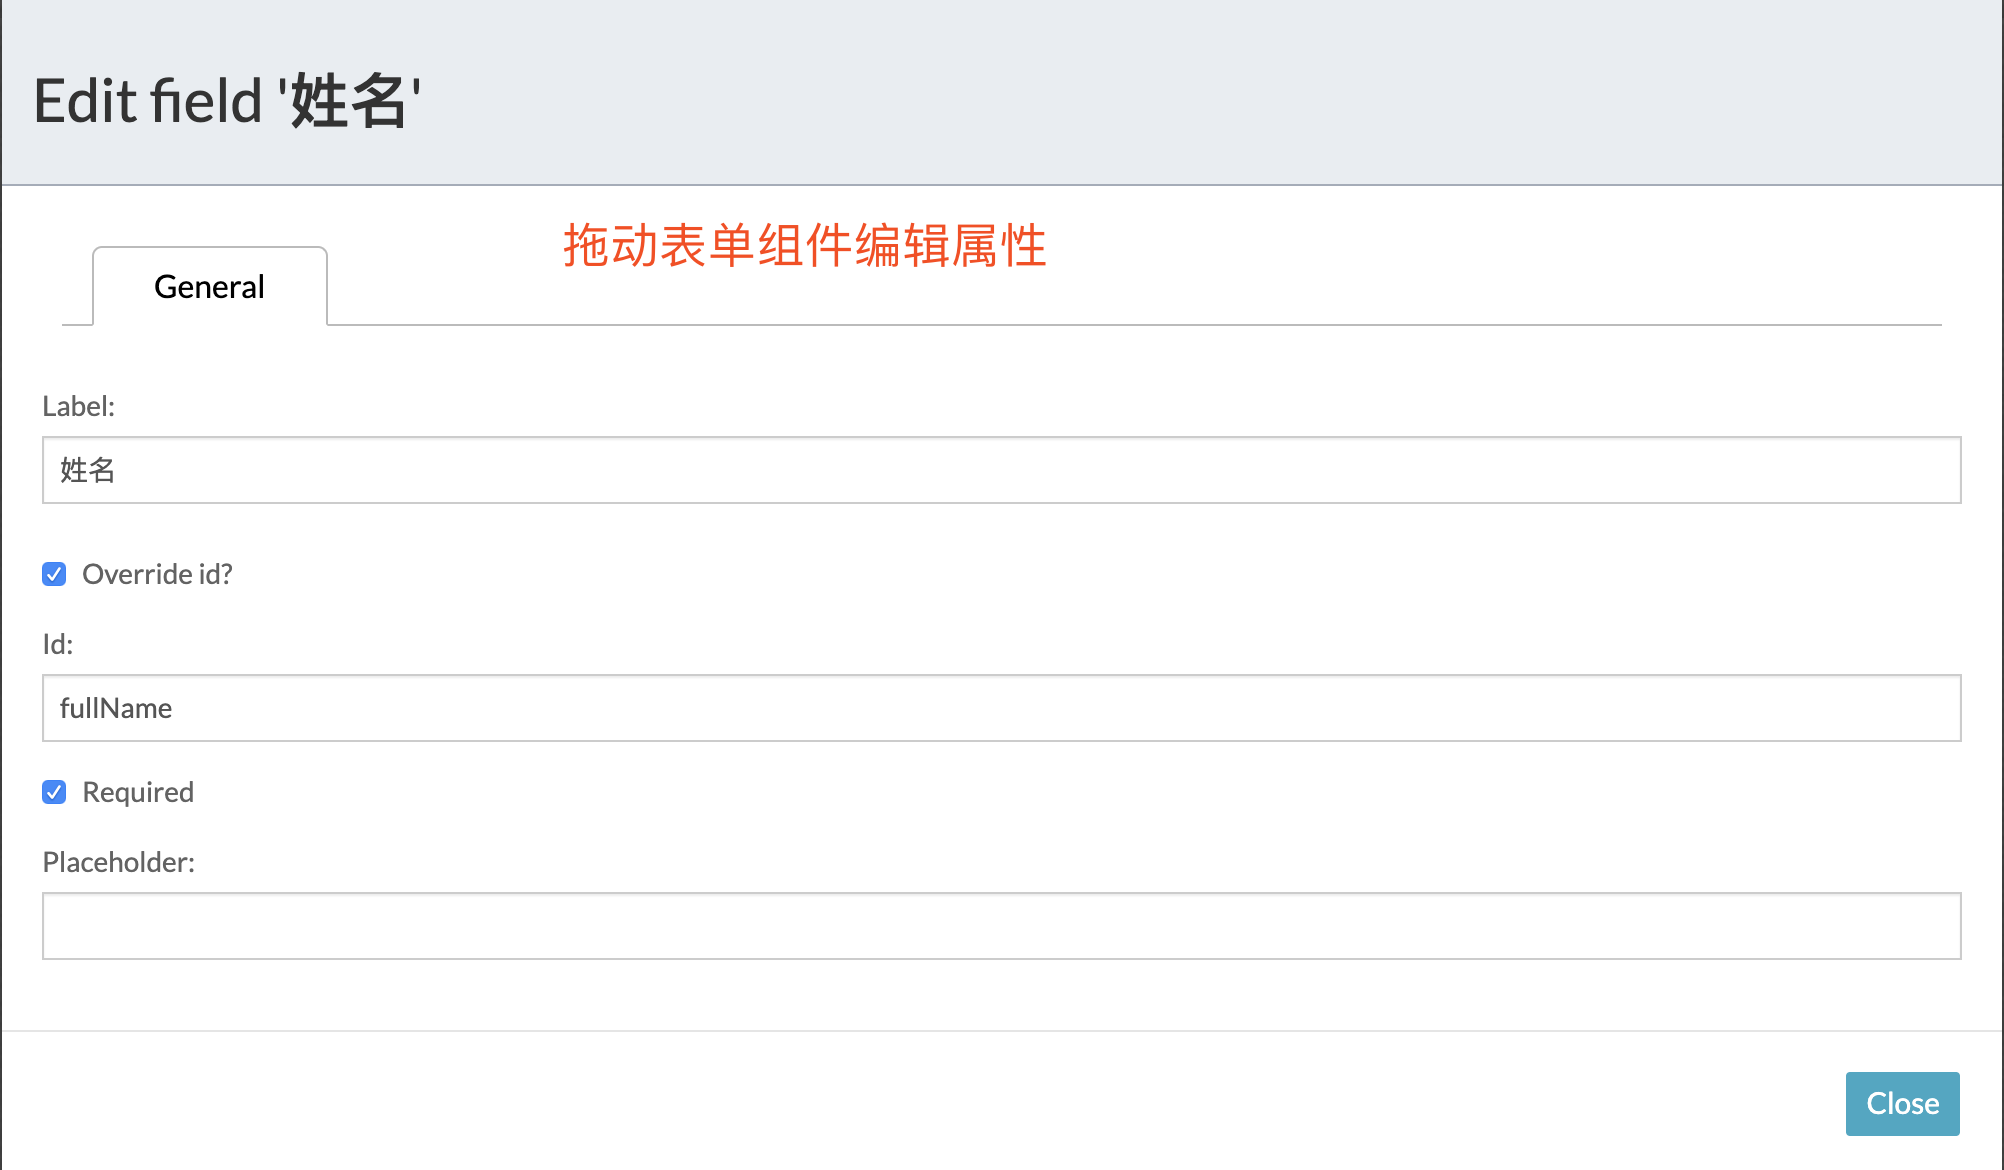 Edit field '姓名'
拖动表单组件编辑属性
General
Label:
姓名
Override id?
Id:
fullName
Required
Placeholder:
Close